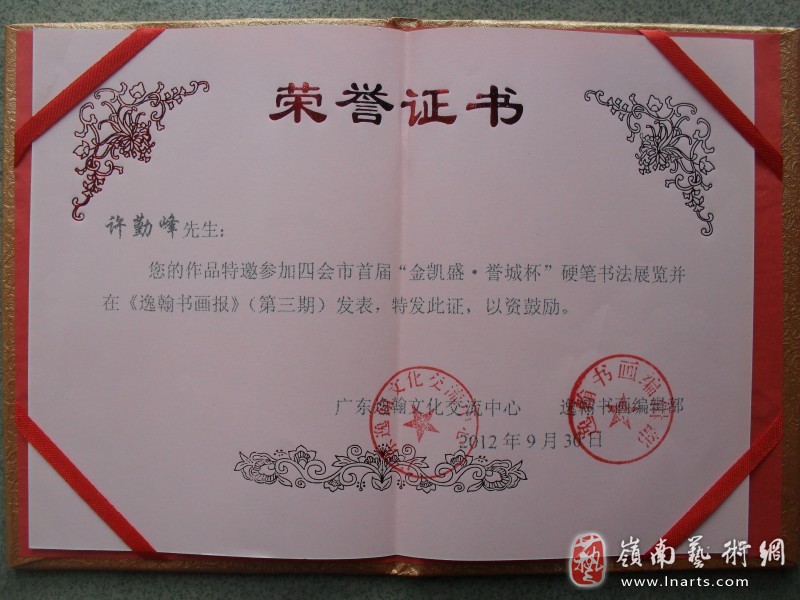 荣誉证书
许勤峰先生：
您的作品特邀参加四会市首届“金凯盛·誉城杯”硬笔书法展览并
在《逸翰书画报》（第三期）发表，特发此证，以资鼓励。
广东逸翰文化交流中心 逸翰书画编辑部
2012年9月30日
嶺南藝術網
www.lnarts.com